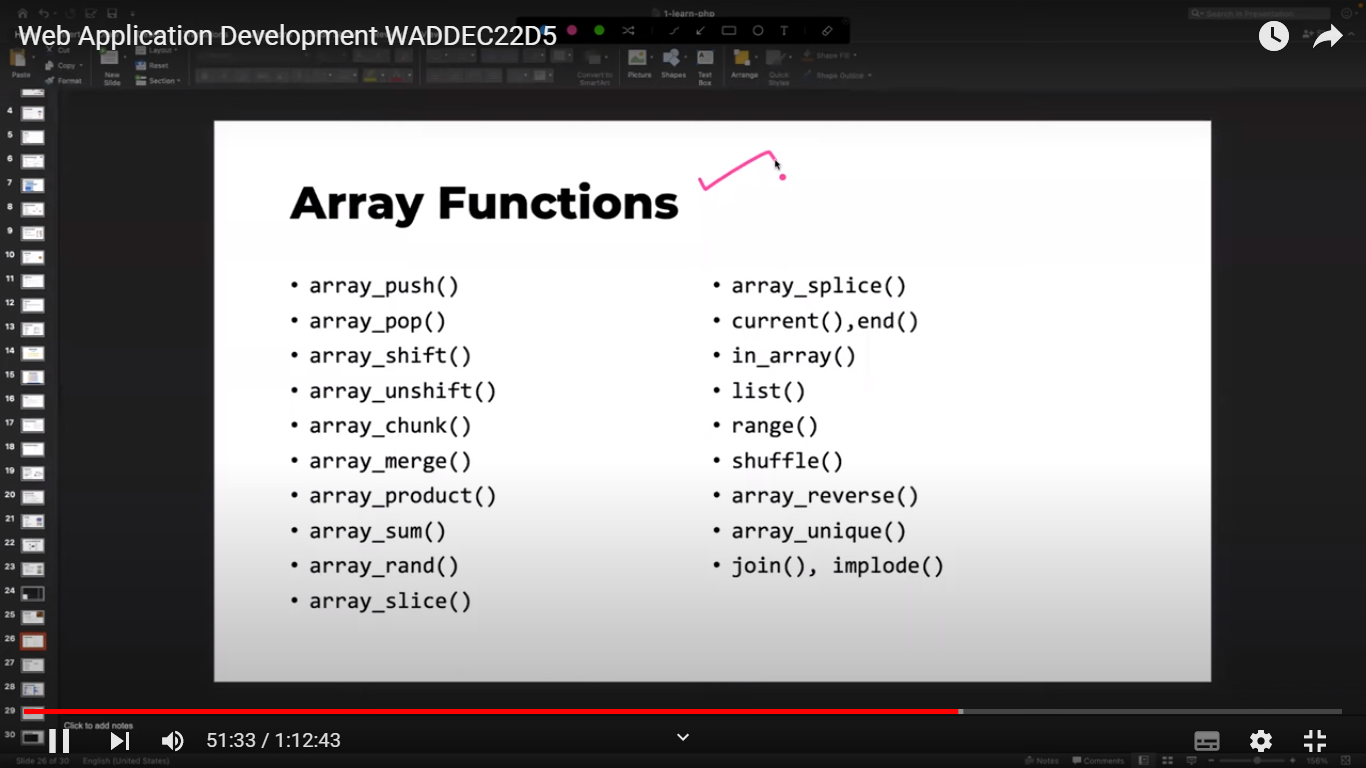 1-learn-php
Search in Presentation
Web Application Development WADDEC22D5
Cut
Layout
Paste
Copy
Reset
Format
New
Slide
Section
Convert to
SmartArt
Picture
Shapes
Text
Box
Arrange
Quick
Styles
Shape Fill
Shape Outline
Array Functions
• array_push()
• array_pop()
• array_shift()
• array_unshift()
• array_chunk()
• array_merge()
• array_product()
• array_sum()
• array_rand()
• array_slice()
• array_splice()
• current(),end()
• in_array()
• list()
• range()
• shuffle()
• array_reverse()
• array_unique()
• join(), implode()
4
5
6
7
8
9
10
11
12
13
14
15
16
17
18
19
20
21
22
23
24
25
26
27
28
29
30
Click to add notes
51:33 / 1:12:43
Slide 26 of 30 English (United States)
Notes
Comments
156%